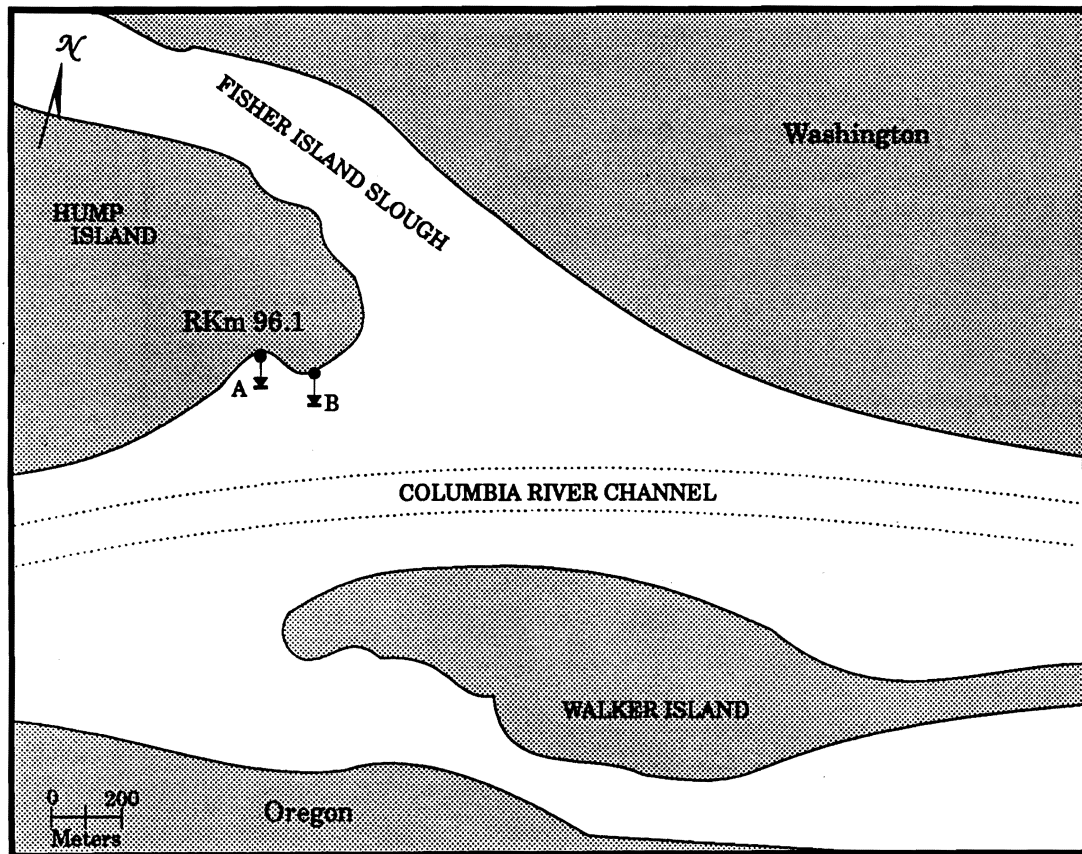 N
FISHER ISLAND SLOUGH
Washington
HUMP
ISLAND
RKm 96.1
A
B
COLUMBIA RIVER CHANNEL
WALKER ISLAND
0 200
Meters
Oregon